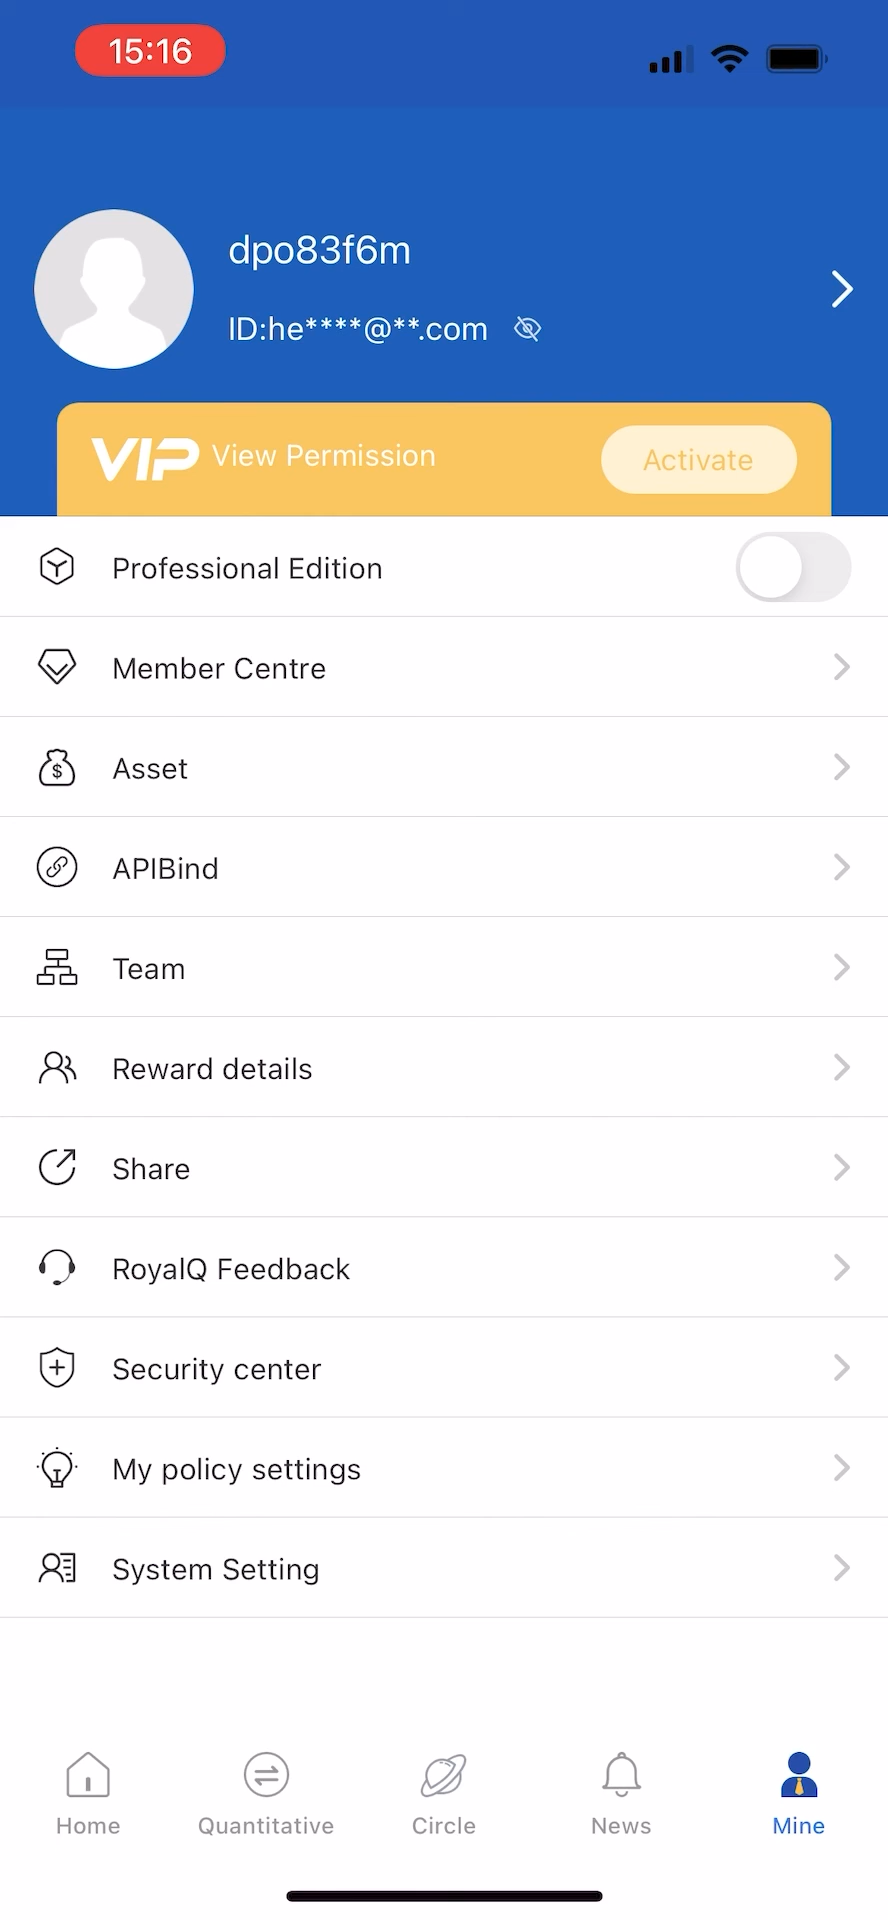 15:16
dpo83f6m
ID:he****@**.com
VIP View Permission
Activate
Professional Edition
Member Centre
Asset
APIBind
Team
Reward details
Share
RoyalQ Feedback
Security center
My policy settings
System Setting
Home Quantitative Circle News Mine